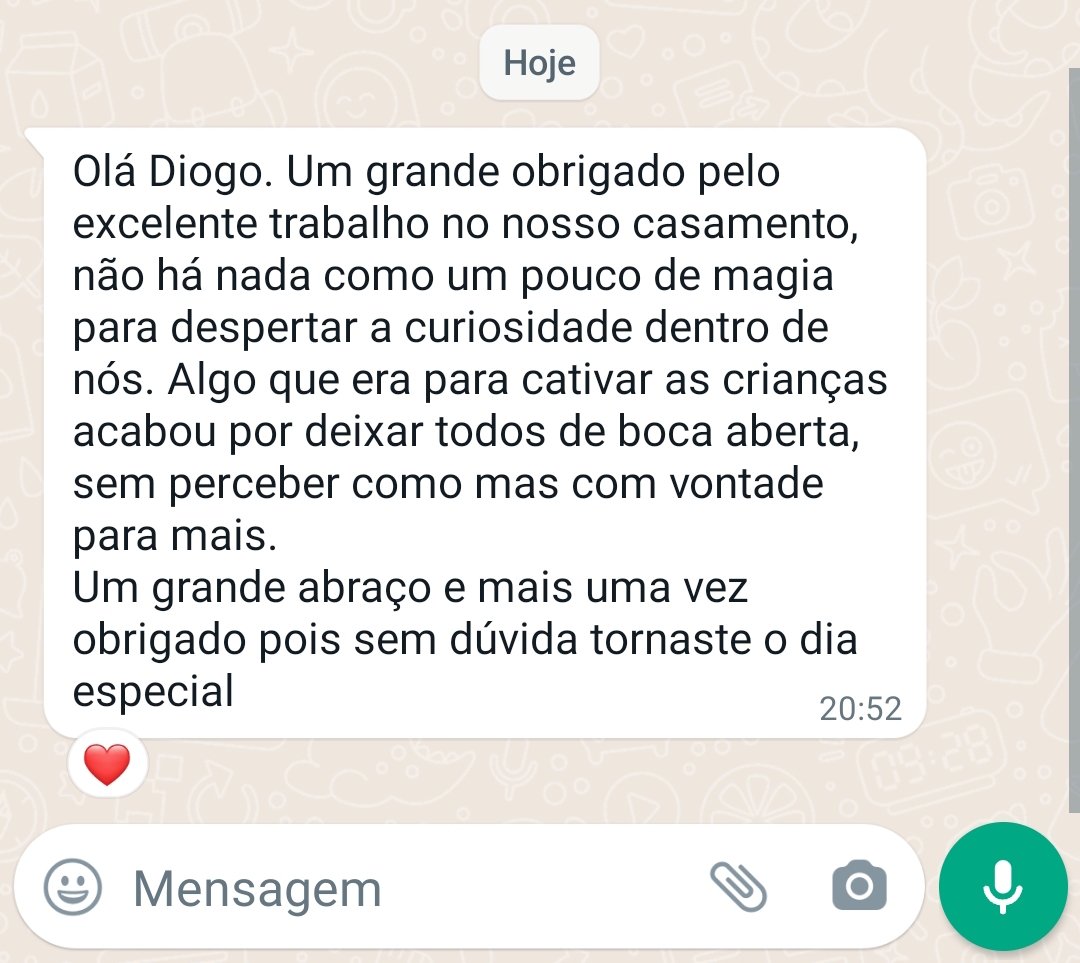 Hoje
Olá Diogo. Um grande obrigado pelo
excelente trabalho no nosso casamento,
não há nada como um pouco de magia
para despertar a curiosidade dentro de
nós. Algo que era para cativar as crianças
acabou por deixar todos de boca aberta,
sem perceber como mas com vontade
para mais.
Um grande abraço e mais uma vez
obrigado pois sem dúvida tornaste o dia
especial
20:52
Mensagem